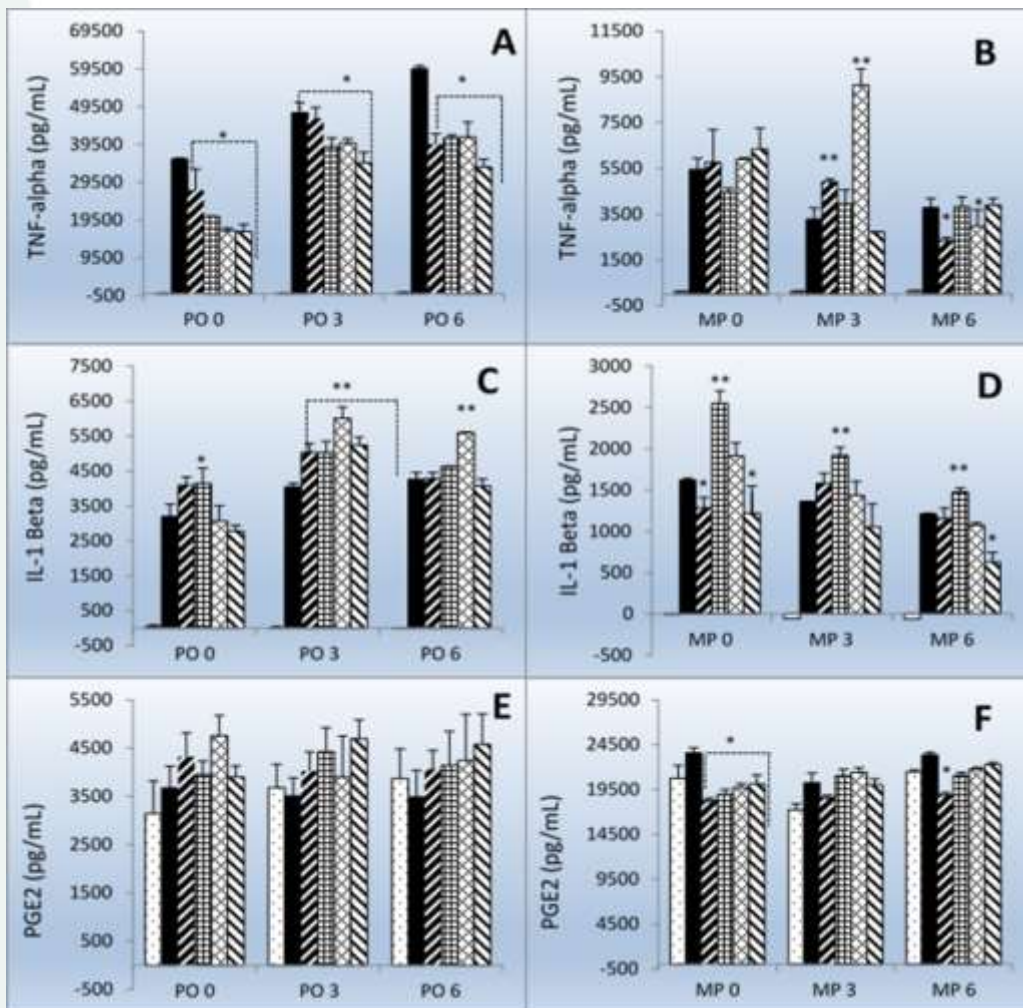 A
TNF-alpha (pg/mL)
69500
59500
49500
39500
29500
19500
9500
-500
*
*
*
PO 0
PO 3
PO 6
B
TNF-alpha (pg/mL)
11500
9500
7500
5500
3500
1500
-500
**
**
*
*
MP 0
MP 3
MP 6
C
IL-1 Beta (pg/mL)
7500
6500
5500
4500
3500
2500
1500
500
-500
*
**
**
PO 0
PO 3
PO 6
D
IL-1 Beta (pg/mL)
3000
2500
2000
1500
1000
500
0
-500
*
**
*
**
**
*
MP 0
MP 3
MP 6
E
PGE2 (pg/mL)
5500
4500
3500
2500
1500
500
-500
PO 0
PO 3
PO 6
F
PGE2 (pg/mL)
29500
24500
19500
14500
9500
4500
-500
*
*
MP 0
MP 3
MP 6